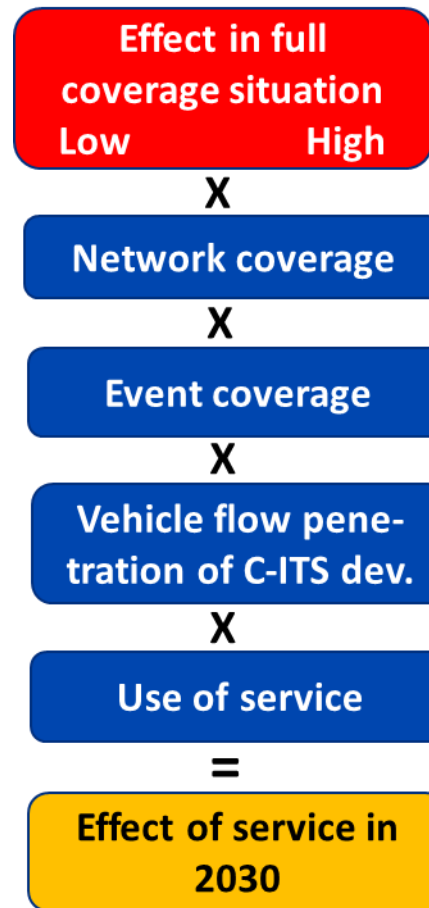 Effect in full
coverage situation
Low High
X
Network coverage
X
Event coverage
X
Vehicle flow pene-
tration of C-ITS dev.
X
Use of service
=
Effect of service in
2030